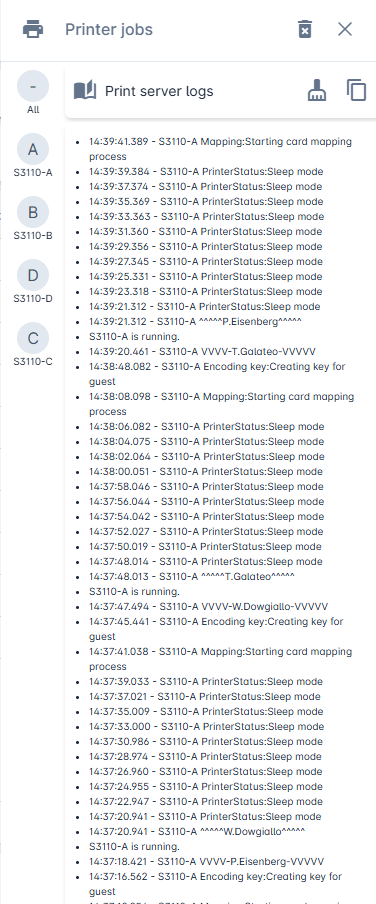 Printer jobs
-
All
A
S3110-A
B
S3110-B
D
S3110-D
C
S3110-C
Print server logs
14:39:41.389 - S3110-A Mapping:Starting card mapping
process
14:39:39.384 - S3110-A PrinterStatus:Sleep mode
14:39:37.374 - S3110-A PrinterStatus:Sleep mode
14:39:35.369 - S3110-A PrinterStatus:Sleep mode
14:39:33.363 - S3110-A PrinterStatus:Sleep mode
14:39:31.360 - S3110-A PrinterStatus:Sleep mode
14:39:29.356 - S3110-A PrinterStatus:Sleep mode
14:39:27.345 - S3110-A PrinterStatus:Sleep mode
14:39:25.331 - S3110-A PrinterStatus:Sleep mode
14:39:23.318 - S3110-A PrinterStatus:Sleep mode
14:39:21.312 - S3110-A PrinterStatus:Sleep mode
14:39:21.312 - S3110-A ^^^^^P.Eisenberg^^^^^
S3110-A is running.
14:39:20.461 - S3110-A VVVV-T.Galateo-VVVVV
14:38:48.082 - S3110-A Encoding key:Creating key for
guest
14:38:08.098 - S3110-A Mapping:Starting card mapping
process
14:38:06.082 - S3110-A PrinterStatus:Sleep mode
14:38:04.075 - S3110-A PrinterStatus:Sleep mode
14:38:02.064 - S3110-A PrinterStatus:Sleep mode
14:38:00.051 - S3110-A PrinterStatus:Sleep mode
14:37:58.046 - S3110-A PrinterStatus:Sleep mode
14:37:56.044 - S3110-A PrinterStatus:Sleep mode
14:37:54.042 - S3110-A PrinterStatus:Sleep mode
14:37:52.027 - S3110-A PrinterStatus:Sleep mode
14:37:50.019 - S3110-A PrinterStatus:Sleep mode
14:37:48.014 - S3110-A PrinterStatus:Sleep mode
14:37:48.013 - S3110-A ^^^^^T.Galateo^^^^^
S3110-A is running.
14:37:47.494 - S3110-A VVVV-W.Dowgiallo-VVVVV
14:37:45.441 - S3110-A Encoding key:Creating key for
guest
14:37:41.038 - S3110-A Mapping:Starting card mapping
process
14:37:39.033 - S3110-A PrinterStatus:Sleep mode
14:37:37.021 - S3110-A PrinterStatus:Sleep mode
14:37:35.009 - S3110-A PrinterStatus:Sleep mode
14:37:33.000 - S3110-A PrinterStatus:Sleep mode
14:37:30.986 - S3110-A PrinterStatus:Sleep mode
14:37:28.974 - S3110-A PrinterStatus:Sleep mode
14:37:26.960 - S3110-A PrinterStatus:Sleep mode
14:37:24.955 - S3110-A PrinterStatus:Sleep mode
14:37:22.947 - S3110-A PrinterStatus:Sleep mode
14:37:20.941 - S3110-A PrinterStatus:Sleep mode
14:37:20.941 - S3110-A ^^^^^W.Dowgiallo^^^^^
S3110-A is running.
14:37:18.421 - S3110-A VVVV-P.Eisenberg-VVVVV
14:37:16.562 - S3110-A Encoding key:Creating key for
guest